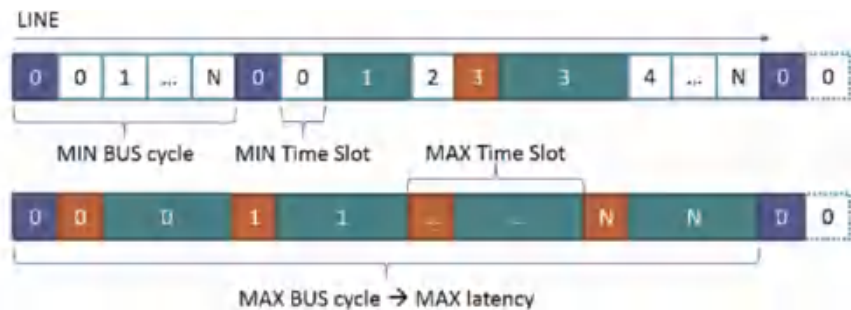 LINE
0 0 1 ... N 0 0 1 2 3 3 4 ... N 0 0
MIN BUS cycle MIN Time Slot MAX Time Slot
0 0 0 1 1 ... ... N N 0 0
MAX BUS cycle → MAX latency